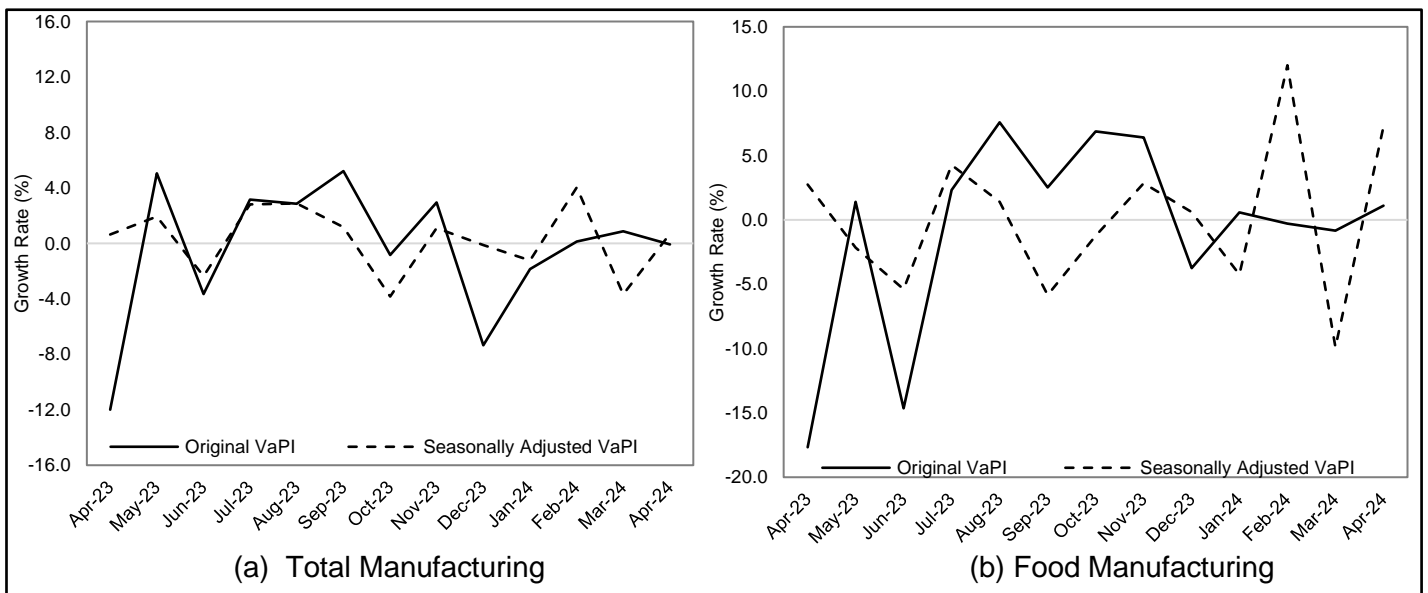 16.0
12.0
8.0
4.0
0.0
-4.0
-8.0
-12.0
-16.0
Growth Rate (%)
Original VaPI
Seasonally Adjusted VaPI
Apr-23
May-23
Jun-23
Jul-23
Aug-23
Sep-23
Oct-23
Nov-23
Dec-23
Jan-24
Feb-24
Mar-24
Apr-24
(a) Total Manufacturing
15.0
10.0
5.0
0.0
-5.0
-10.0
-15.0
-20.0
Growth Rate (%)
Original VaPI
Seasonally Adjusted VaPI
Apr-23
May-23
Jun-23
Jul-23
Aug-23
Sep-23
Oct-23
Nov-23
Dec-23
Jan-24
Feb-24
Mar-24
Apr-24
(b) Food Manufacturing